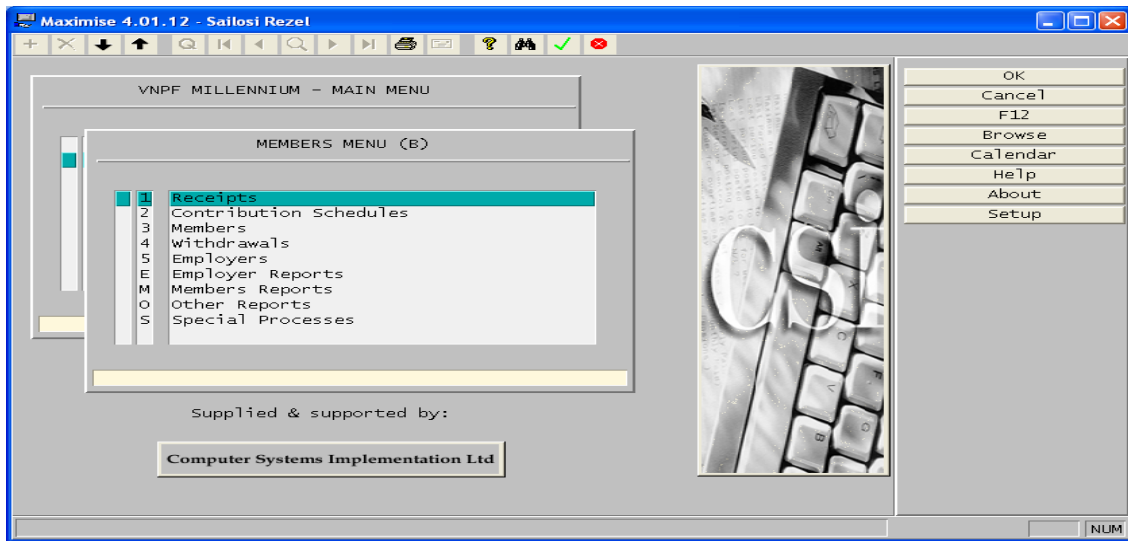 Maximise 4.01.12 - Sailosi Rezel
VNPF MILLENNIUM - MAIN MENU
MEMBERS MENU (B)
1 Receipts
2 Contribution Schedules
3 Members
4 Withdrawals
5 Employers
E Employer Reports
M Members Reports
O Other Reports
S Special Processes
Supplied & supported by:
Computer Systems Implementation Ltd
CSI
OK
Cancel
F12
Browse
Calendar
Help
About
Setup
NUM